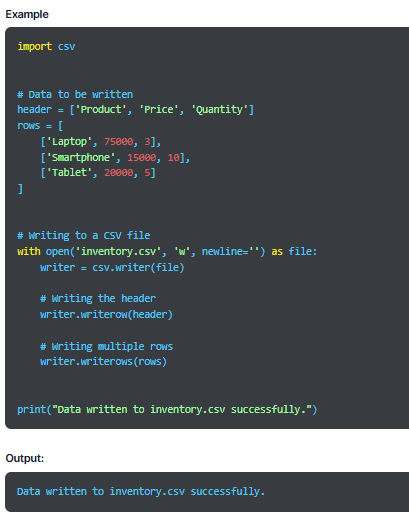 Example
import csv
# Data to be written
header = ['Product', 'Price', 'Quantity']
rows = [
    ['Laptop', 75000, 3],
    ['Smartphone', 15000, 10],
    ['Tablet', 20000, 5]
]
# Writing to a CSV file
with open('inventory.csv', 'w', newline='') as file:
    writer = csv.writer(file)
    # Writing the header
    writer.writerow(header)
    # Writing multiple rows
    writer.writerows(rows)
print("Data written to inventory.csv successfully.")
Output:
Data written to inventory.csv successfully.